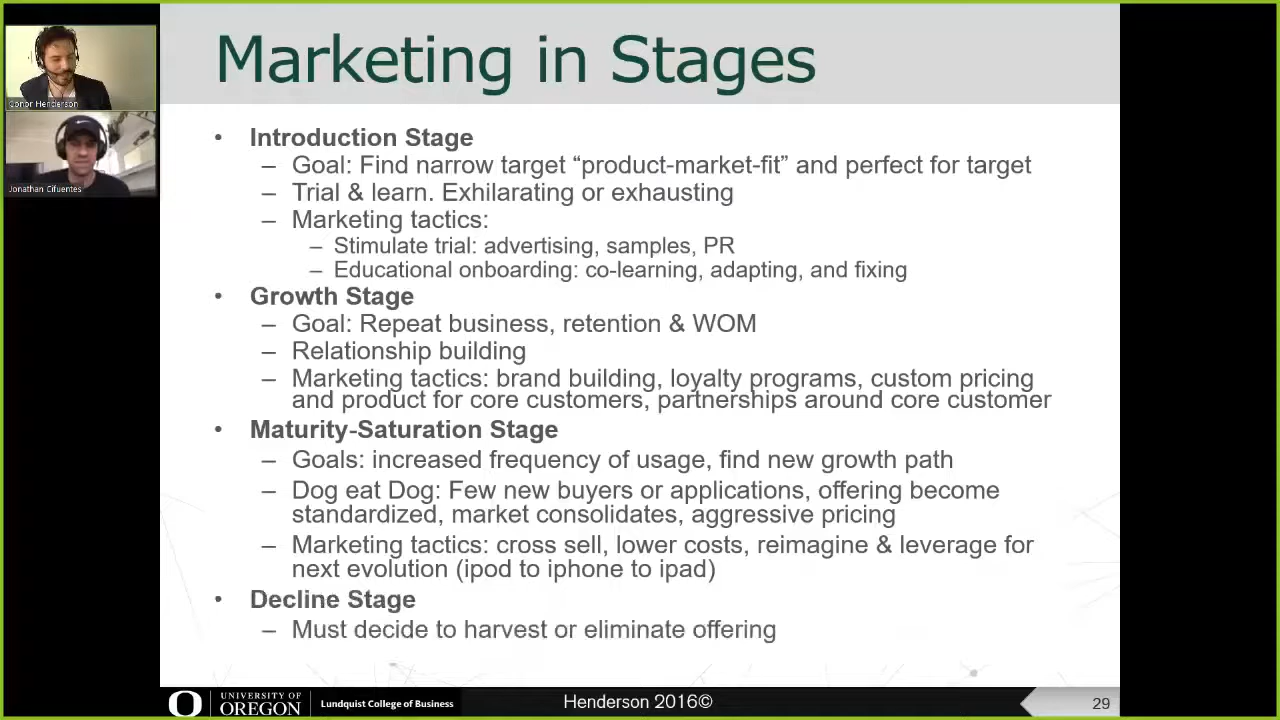 Marketing in Stages
Conor Henderson
Jonathan Cifuentes
• Introduction Stage
– Goal: Find narrow target “product-market-fit” and perfect for target
– Trial & learn. Exhilarating or exhausting
– Marketing tactics:
– Stimulate trial: advertising, samples, PR
– Educational onboarding: co-learning, adapting, and fixing
• Growth Stage
– Goal: Repeat business, retention & WOM
– Relationship building
– Marketing tactics: brand building, loyalty programs, custom pricing
and product for core customers, partnerships around core customer
• Maturity-Saturation Stage
– Goals: increased frequency of usage, find new growth path
– Dog eat Dog: Few new buyers or applications, offering become
standardized, market consolidates, aggressive pricing
– Marketing tactics: cross sell, lower costs, reimagine & leverage for
next evolution (ipod to iphone to ipad)
• Decline Stage
– Must decide to harvest or eliminate offering
UNIVERSITY OF
OREGON
Lundquist College of Business
Henderson 2016©
29